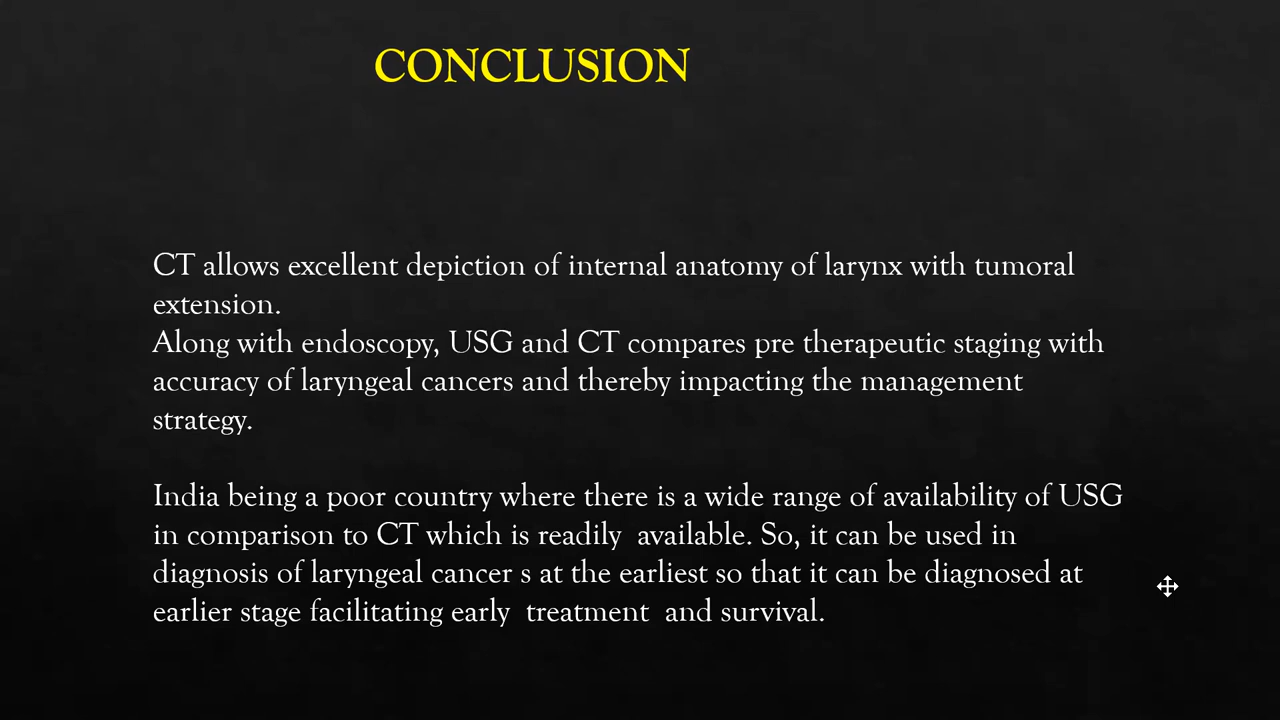 CONCLUSION
CT allows excellent depiction of internal anatomy of larynx with tumoral
extension.
Along with endoscopy, USG and CT compares pre therapeutic staging with
accuracy of laryngeal cancers and thereby impacting the management
strategy.
India being a poor country where there is a wide range of availability of USG
in comparison to CT which is readily  available. So, it can be used in
diagnosis of laryngeal cancer s at the earliest so that it can be diagnosed at
earlier stage facilitating early  treatment  and survival.